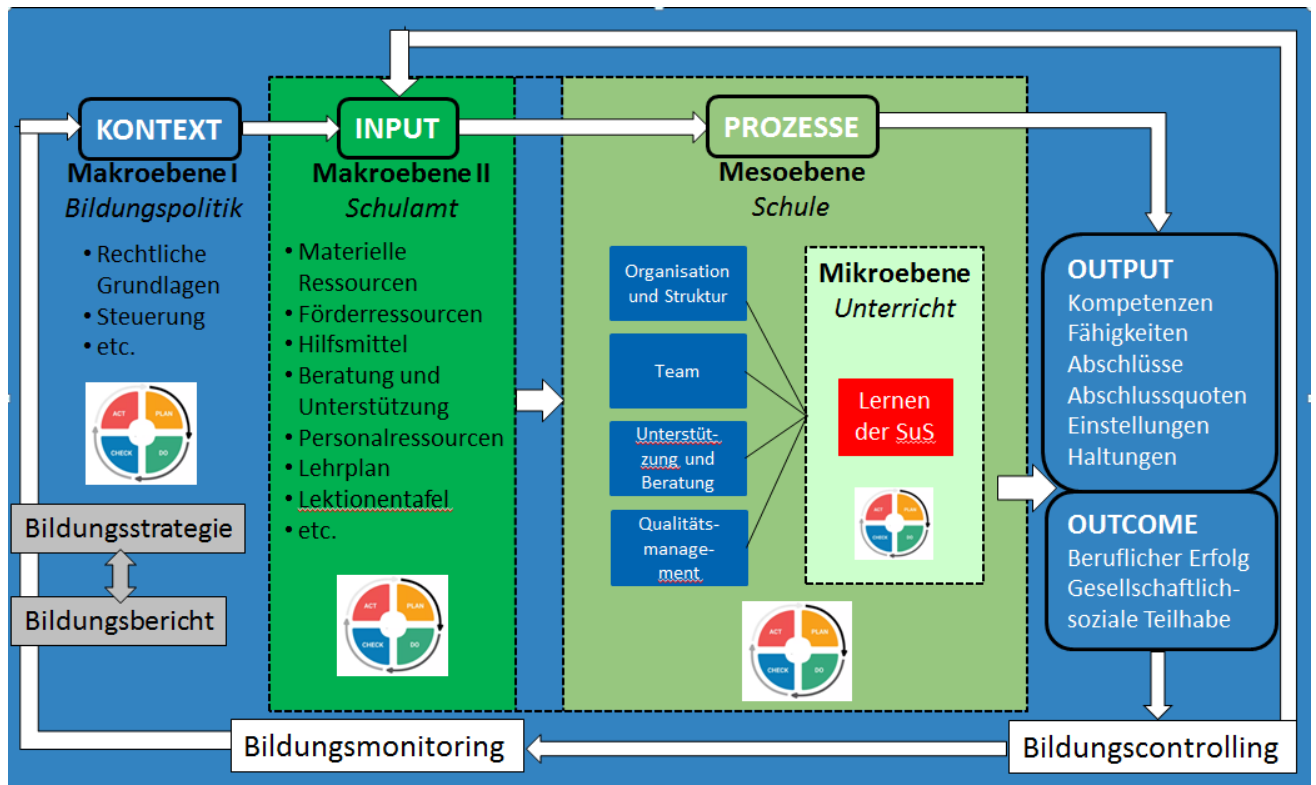 KONTEXT
Makroebene I
Bildungspolitik
• Rechtliche
Grundlagen
• Steuerung
• etc.
ACT
PLAN
CHECK
DO
Bildungsstrategie
Bildungsbericht
INPUT
Makroebene II
Schulamt
• Materielle
Ressourcen
• Förderressourcen
• Hilfsmittel
• Beratung und
Unterstützung
• Personalressourcen
• Lehrplan
• Lektionentafel
• etc.
ACT
PLAN
CHECK
DO
PROZESSE
Mesoebene
Schule
Organisation
und Struktur
Team
Unterstüt-
zung und
Beratung
Qualitäts-
manage-
ment
Mikroebene
Unterricht
Lernen
der SuS
ACT
PLAN
CHECK
DO
ACT
PLAN
CHECK
DO
OUTPUT
Kompetenzen
Fähigkeiten
Abschlüsse
Abschlussquoten
Einstellungen
Haltungen
OUTCOME
Beruflicher Erfolg
Gesellschaftlich-
soziale Teilhabe
Bildungsmonitoring
Bildungscontrolling